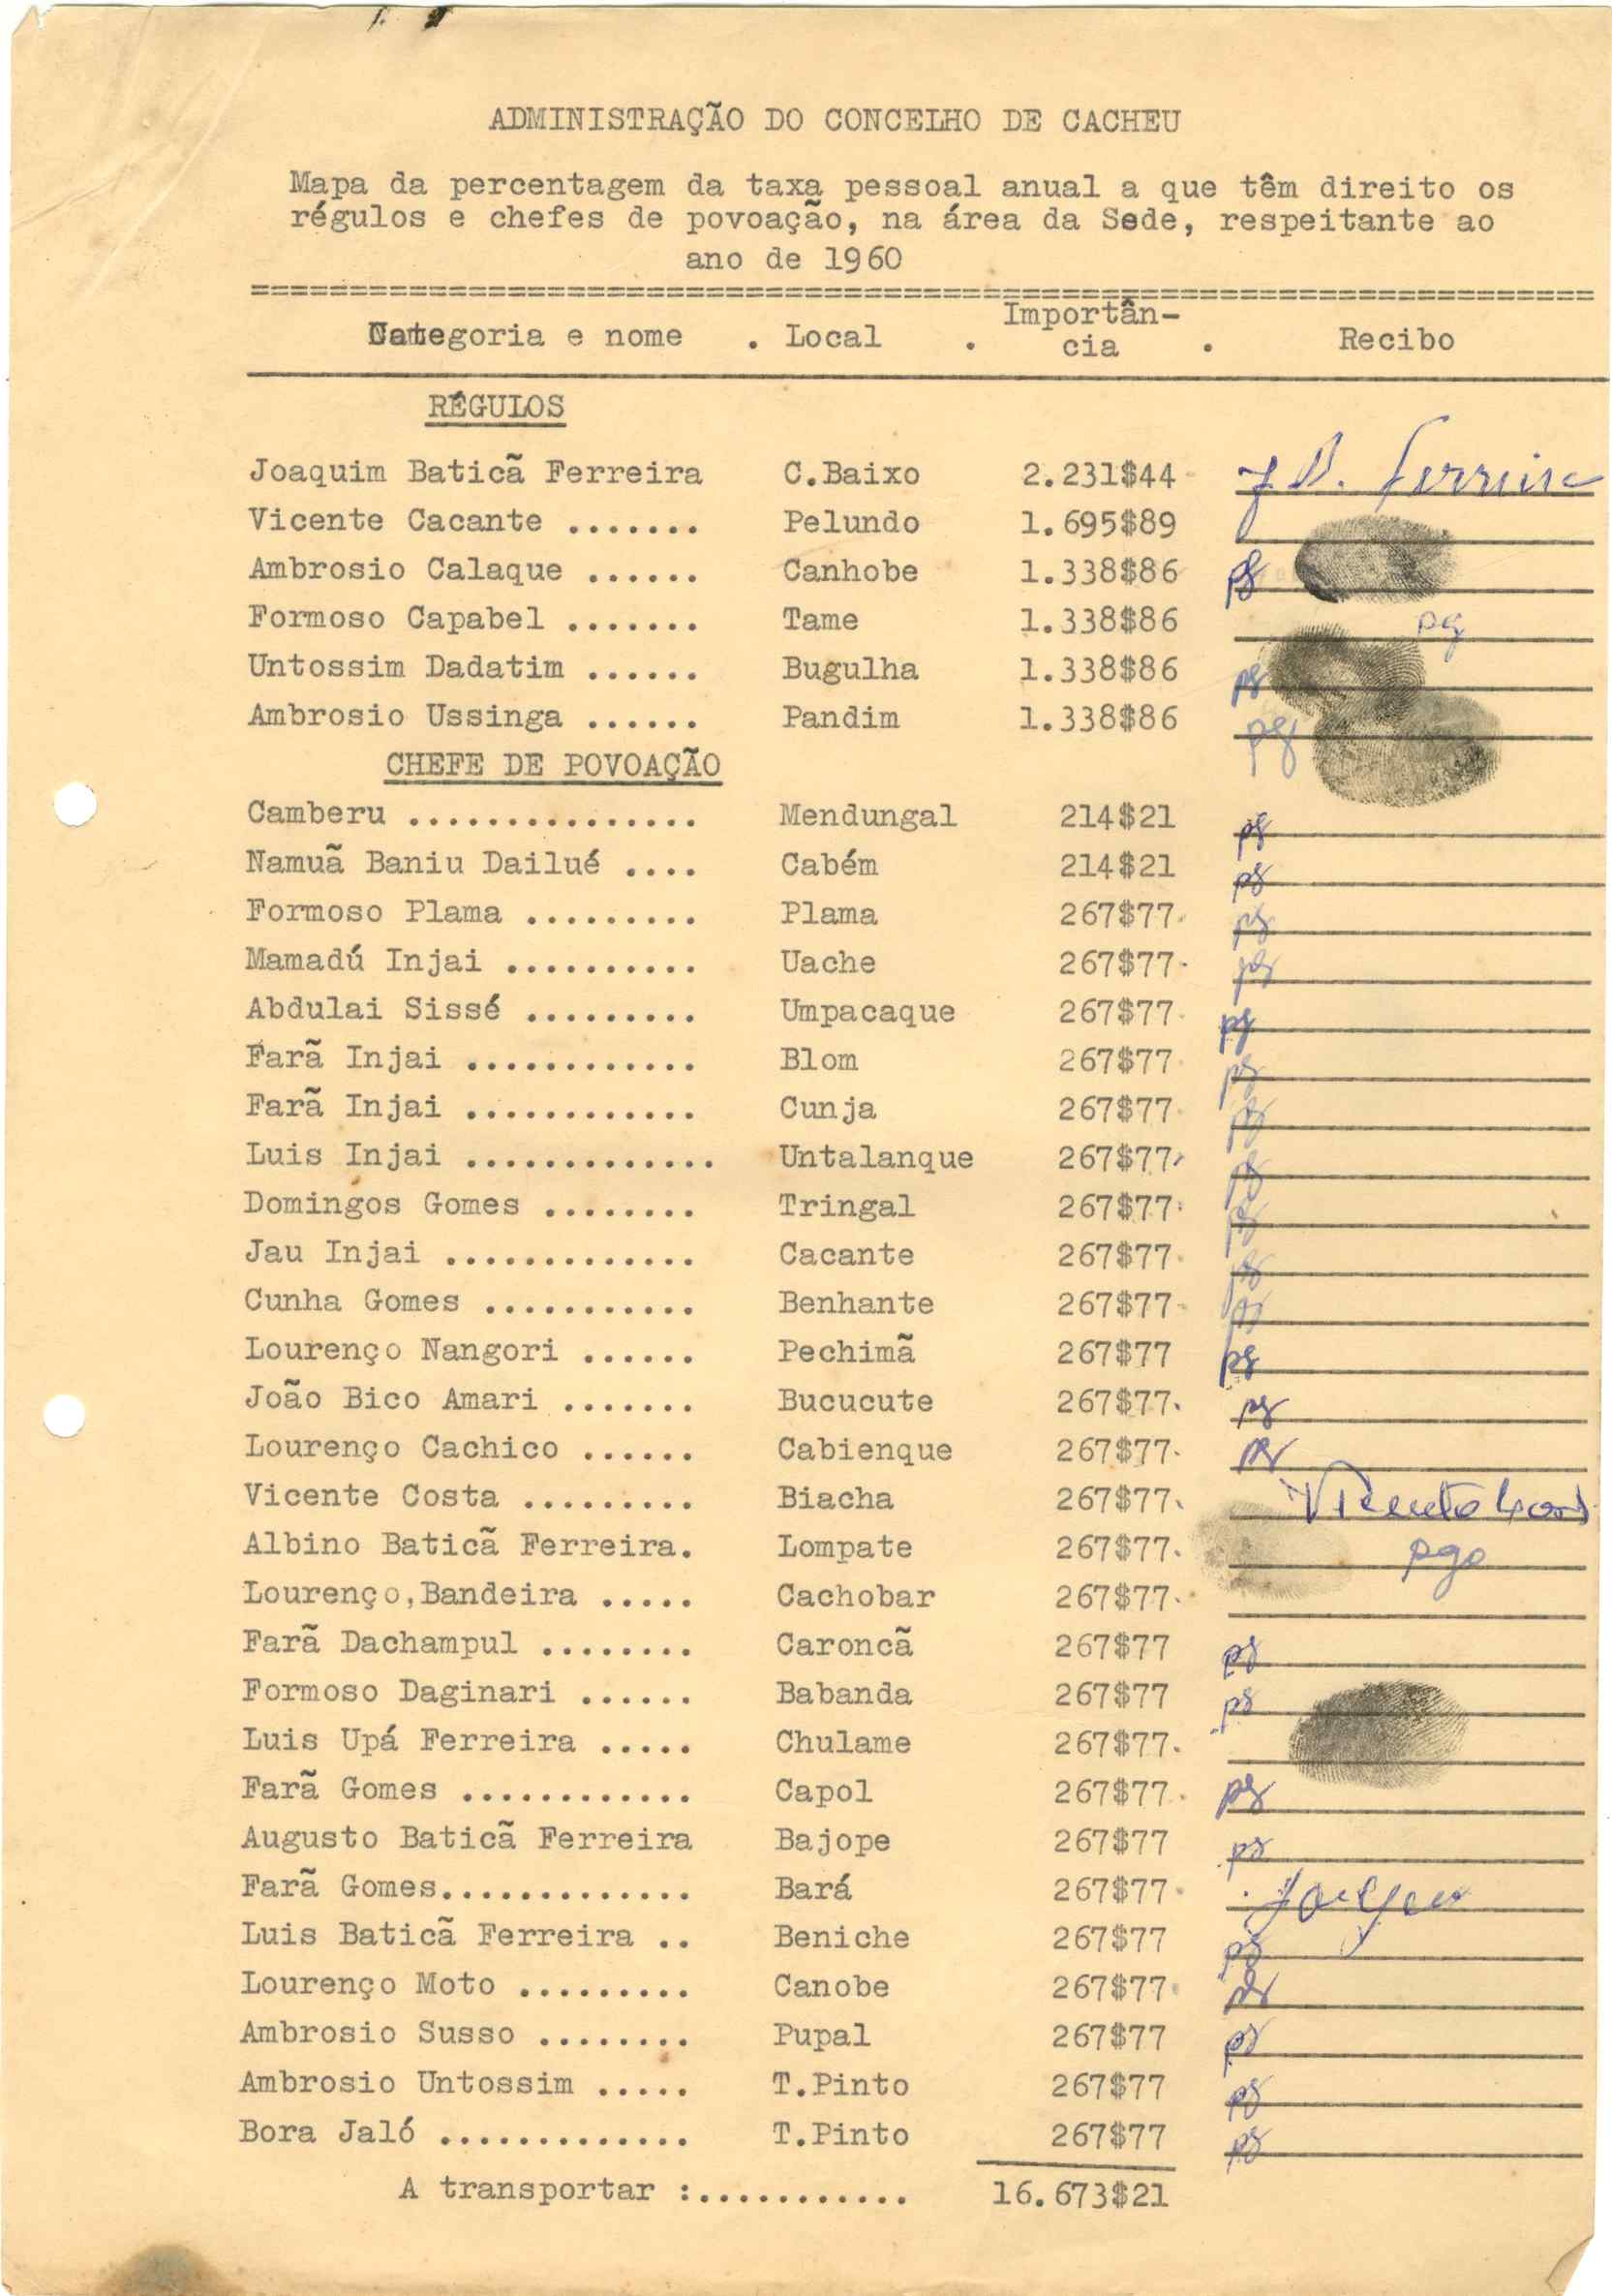 ADMINISTRAÇÃO DO CONCELHO DE CACHEU
Mapa da percentagem da taxa pessoal anual a que têm direito os
régulos e chefes de povoação, na área da Sede, respeitante ao
ano de 1960
===================================================================
Categoria e nome . Local . Importân-
cia . Recibo
RÉGULOS
Joaquim Baticã Ferreira C.Baixo 2.231$44 J. B. Ferreira
Vicente Cacante ....... Pelundo 1.695$89
Ambrosio Calaque ...... Canhobe 1.338$86 pg
Formoso Capabel ....... Tame 1.338$86 pg
Untossim Dadatim ...... Bugulha 1.338$86 pg
Ambrosio Ussinga ...... Pandim 1.338$86 pg
CHEFE DE POVOAÇÃO
Camberu ............... Mendungal 214$21 pg
Namuã Baniu Dailué .... Cabém 214$21 pg
Formoso Plama ......... Plama 267$77 pg
Mamadú Injai .......... Uache 267$77 pg
Abdulai Sissé ......... Umpacaque 267$77 pg
Farã Injai ............ Blom 267$77 pg
Farã Injai ............ Cunja 267$77 pg
Luis Injai ............. Untalanque 267$77 pg
Domingos Gomes ........ Tringal 267$77 pg
Jau Injai ............. Cacante 267$77 pg
Cunha Gomes ........... Benhante 267$77 pg
Lourenço Nangori ...... Pechimã 267$77 pg
João Bico Amari ....... Bucucute 267$77 pg
Lourenço Cachico ...... Cabienque 267$77 pg
Vicente Costa ......... Biacha 267$77
Albino Baticã Ferreira. Lompate 267$77 pgo
Lourenço,Bandeira ..... Cachobar 267$77
Farã Dachampul ........ Caroncã 267$77 pg
Formoso Daginari ...... Babanda 267$77 pg
Luis Upá Ferreira ..... Chulame 267$77
Farã Gomes ............ Capol 267$77 pg
Augusto Baticã Ferreira Bajope 267$77 pg
Farã Gomes............. Bará 267$77
Luis Baticã Ferreira .. Beniche 267$77 pg
Lourenço Moto ......... Canobe 267$77 pg
Ambrosio Susso ........ Pupal 267$77 pg
Ambrosio Untossim ..... T.Pinto 267$77 pg
Bora Jaló ............. T.Pinto 267$77 pg
A transportar :........... 16.673$21